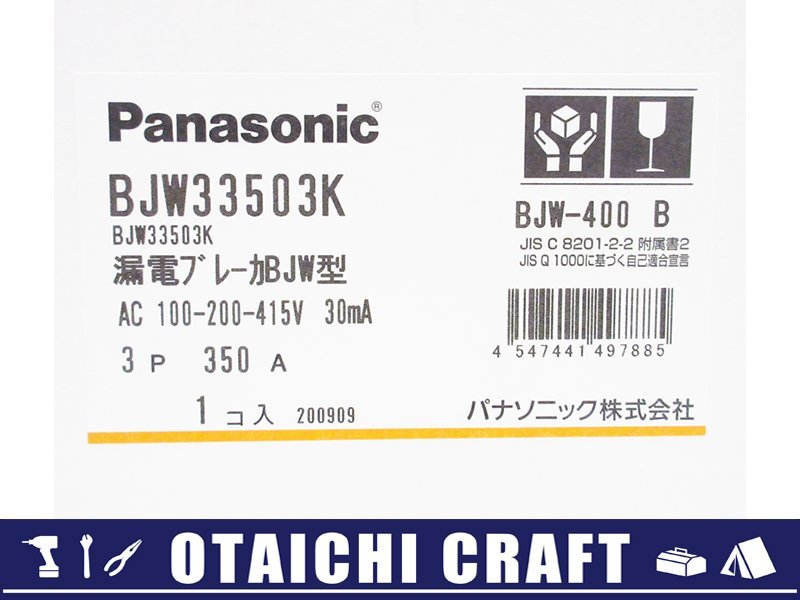 Panasonic®
BJW33503K
BJW33503K
漏電ブレーカBJW型
AC 100-200-415V 30mA
3 P 350 A
1 コ入 200909
BJW-400 B
JIS C 8201-2-2 附属書2
JIS Q 1000に基づく自己適合宣言
4 547441 497885
パナソニック株式会社
OTAICHI CRAFT